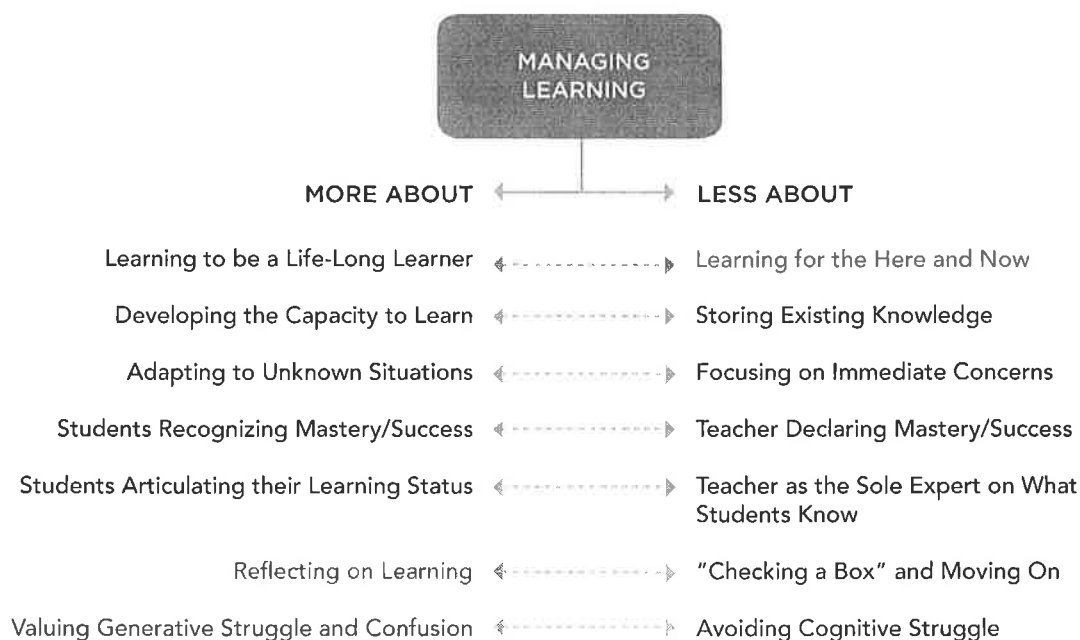 MANAGING
LEARNING
MORE ABOUT LESS ABOUT
Learning to be a Life-Long Learner Learning for the Here and Now
Developing the Capacity to Learn Storing Existing Knowledge
Adapting to Unknown Situations Focusing on Immediate Concerns
Students Recognizing Mastery/Success Teacher Declaring Mastery/Success
Students Articulating their Learning Status Teacher as the Sole Expert on What
Students Know
Reflecting on Learning "Checking a Box" and Moving On
Valuing Generative Struggle and Confusion Avoiding Cognitive Struggle